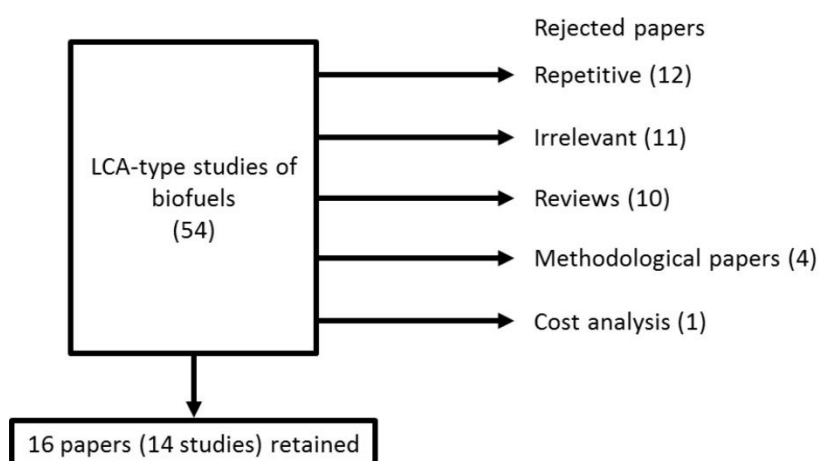 Rejected papers
Repetitive (12)
Irrelevant (11)
LCA-type studies of
biofuels
(54)
Reviews (10)
Methodological papers (4)
Cost analysis (1)
16 papers (14 studies) retained